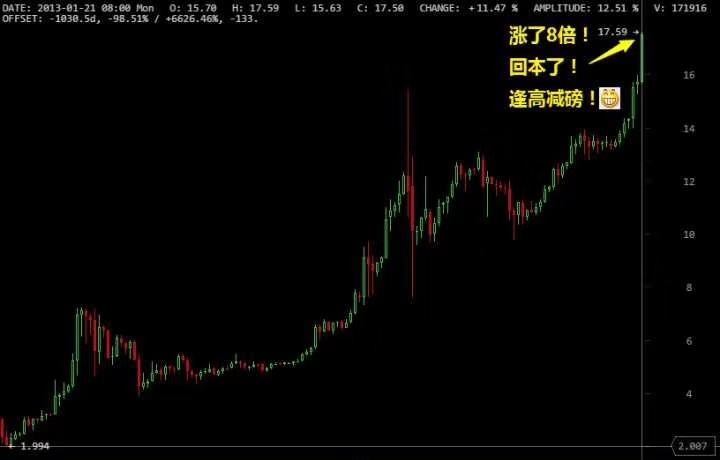 DATE: 2013-01-21 08:00 Mon O: 15.70 H: 17.59 L: 15.63 C: 17.50 CHANGE: +11.47 % AMPLITUDE: 12.51 % V: 171916
OFFSET: -1030.5d, -98.51% / +6626.46%, -133.
涨了8倍！
17.59 →
回本了！
16
逢高减磅！
14
12
10
8
6
4
← 1.994
2.007